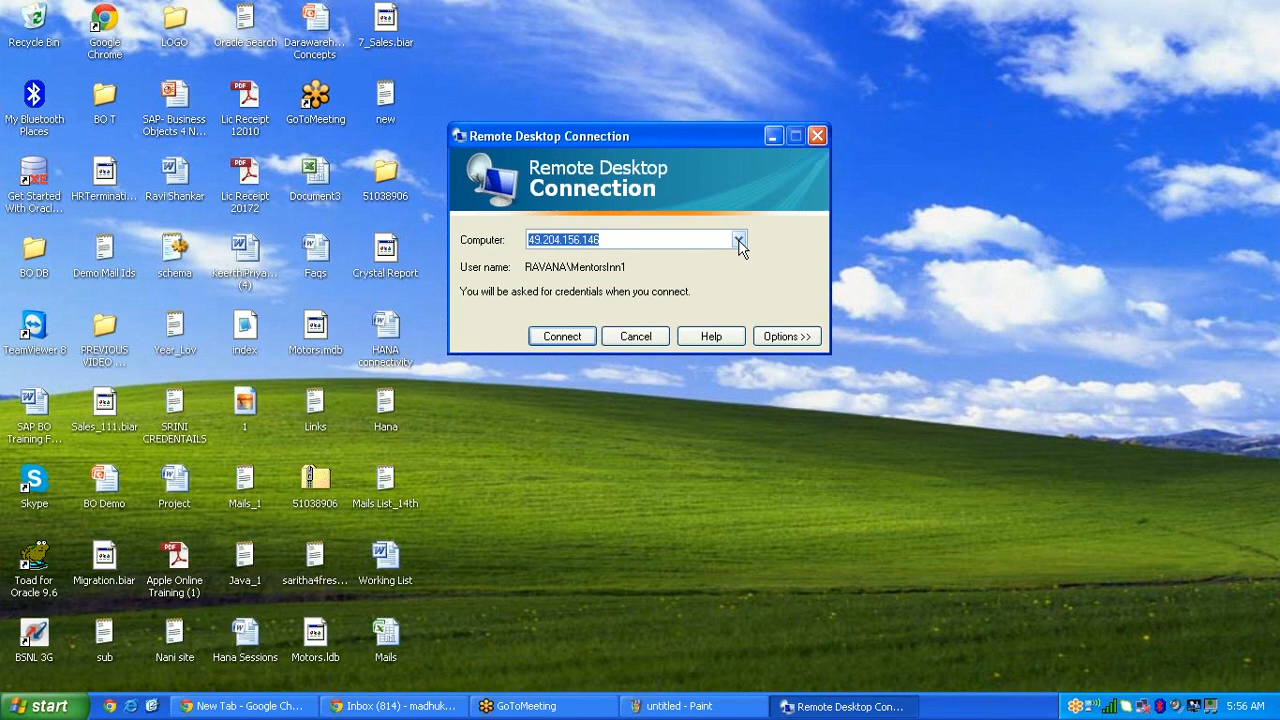 Recycle Bin
Google
Chrome
LOGO
Oracle Search
Darawareh...
Concepts
7_Sales.biar
My Bluetooth
Places
BO T
SAP- Business
Objects 4 N...
Lic Receipt
12010
GoToMeeting
new
Get Started
With Oracl...
HRTerminati...
Ravi Shankar
Lic Receipt
20172
Document3
51038906
BO DB
Demo Mail Ids
schema
KeerthiPriya...
(4)
Faqs
Crystal Report
TeamViewer 8
PREVIOUS
VIDEO ...
Year_Lov
index
Motors.mdb
HANA
connectivity
SAP BO
Training F...
Sales_111.biar
SRINI
CREDENTAILS
1
Links
Hana
Skype
BO Demo
Project
Mails_1
51038906
Mails List_14th
Toad for
Oracle 9.6
Migration.biar
Apple Online
Training (1)
Java_1
saritha4fres...
Working List
BSNL 3G
sub
Nani site
Hana Sessions
Motors.ldb
Mails
Remote Desktop Connection
Remote Desktop
Connection
Computer: 49.204.156.146
User name: RAVANA\MentorsInn1
You will be asked for credentials when you connect.
Connect Cancel Help Options >>
start New Tab - Google Ch... Inbox (814) - madhuk... GoToMeeting untitled - Paint Remote Desktop Con... 5:56 AM